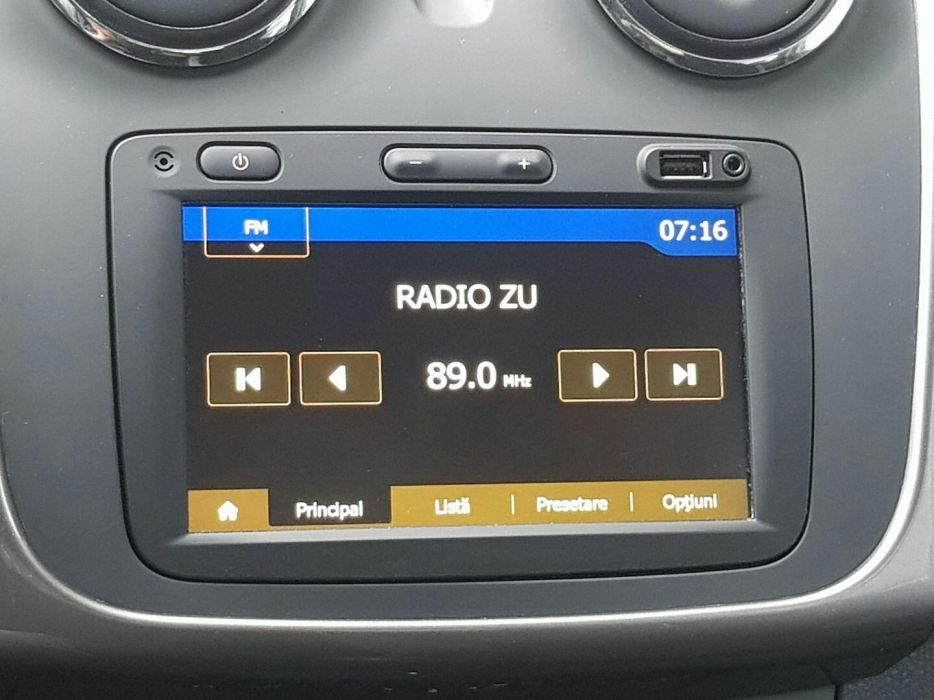 − +
FM 07:16
RADIO ZU
89.0 MHz
Principal Listă | Presetare | Opțiuni